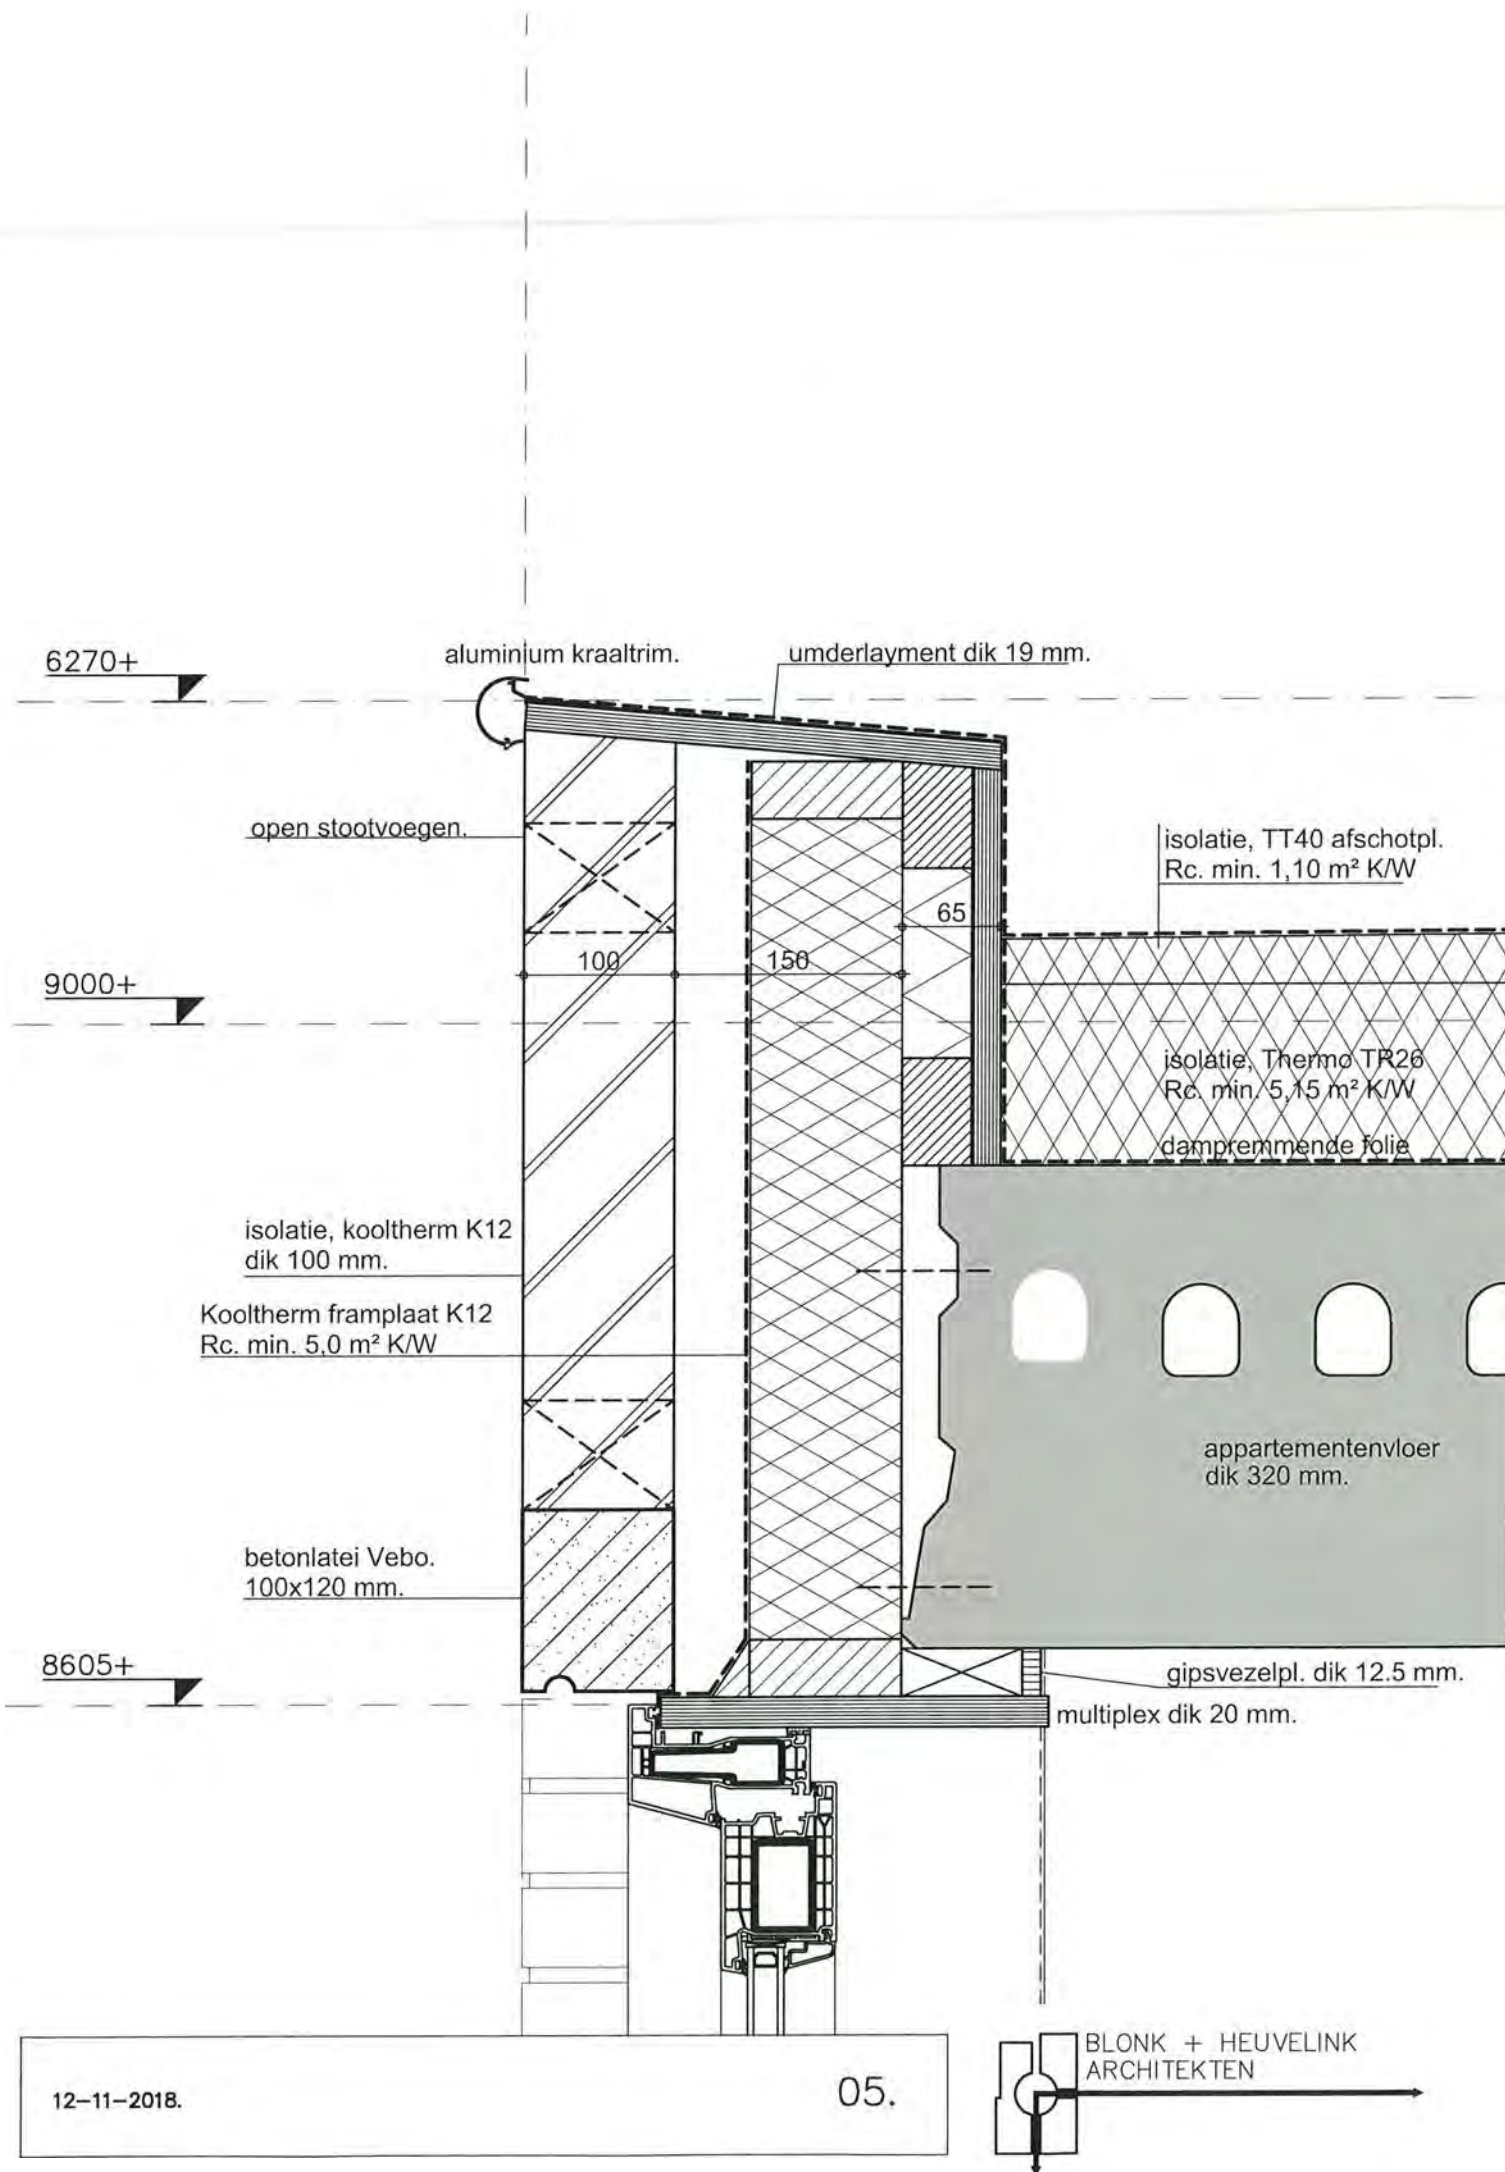 6270+
aluminium kraaltrim.
umderlayment dik 19 mm.
open stootvoegen.
isolatie, TT40 afschotpl.
Rc. min. 1,10 m² K/W
65
100
150
9000+
isolatie, Thermo TR26
Rc. min. 5,15 m² K/W
dampremmende folie
isolatie, kooltherm K12
dik 100 mm.
Kooltherm framplaat K12
Rc. min. 5,0 m² K/W
appartementenvloer
dik 320 mm.
betonlatei Vebo.
100x120 mm.
8605+
gipsvezelpl. dik 12.5 mm.
multiplex dik 20 mm.
12-11-2018.
05.
BLONK + HEUVELINK
ARCHITEKTEN